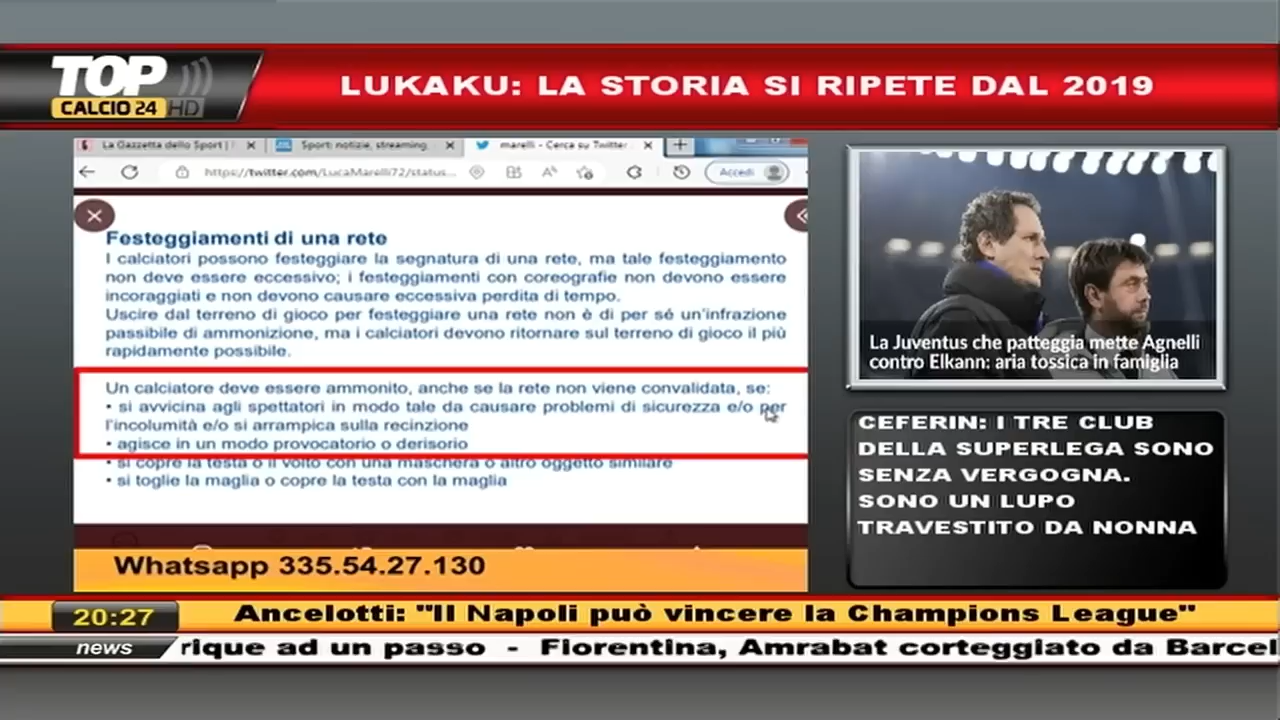 TOP
CALCIO 24 HD
LUKAKU: LA STORIA SI RIPETE DAL 2019
La Gazzetta dello Sport |
Sport: notizie, streaming,
marelli - Cerca su Twitter
https://twitter.com/LucaMarelli72/status...
Accedi
Festeggiamenti di una rete
I calciatori possono festeggiare la segnatura di una rete, ma tale festeggiamento
non deve essere eccessivo; i festeggiamenti con coreografie non devono essere
incoraggiati e non devono causare eccessiva perdita di tempo.
Uscire dal terreno di gioco per festeggiare una rete non è di per sé un'infrazione
passibile di ammonizione, ma i calciatori devono ritornare sul terreno di gioco il più
rapidamente possibile.
Un calciatore deve essere ammonito, anche se la rete non viene convalidata, se:
• si avvicina agli spettatori in modo tale da causare problemi di sicurezza e/o per
l'incolumità e/o si arrampica sulla recinzione
• agisce in un modo provocatorio o derisorio
• si copre la testa o il volto con una maschera o altro oggetto similare
• si toglie la maglia o copre la testa con la maglia
Whatsapp 335.54.27.130
La Juventus che patteggia mette Agnelli
contro Elkann: aria tossica in famiglia
CEFERIN: I TRE CLUB
DELLA SUPERLEGA SONO
SENZA VERGOGNA.
SONO UN LUPO
TRAVESTITO DA NONNA
20:27
Ancelotti: "Il Napoli può vincere la Champions League"
news
rique ad un passo - Fiorentina, Amrabat corteggiato da Barcel